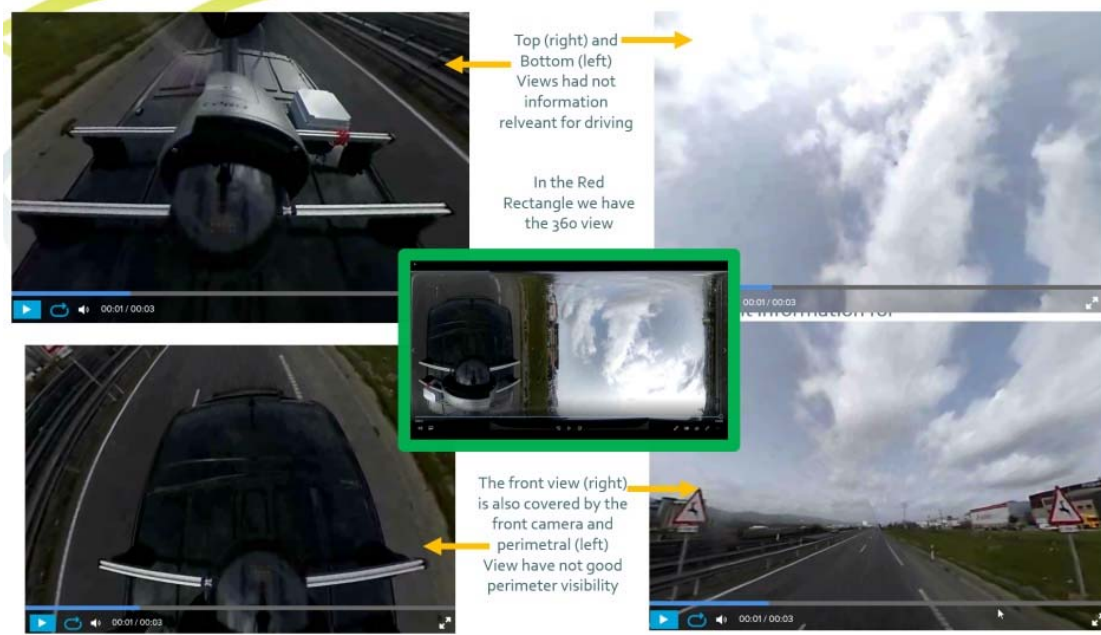 Top (right) and
Bottom (left)
Views had not
information
relveant for driving
In the Red
Rectangle we have
the 360 view
00:01 / 00:03
00:01 / 00:03
The front view (right)
is also covered by the
front camera and
perimetral (left)
View have not good
perimeter visibility
00:01 / 00:03
00:01 / 00:03
information for